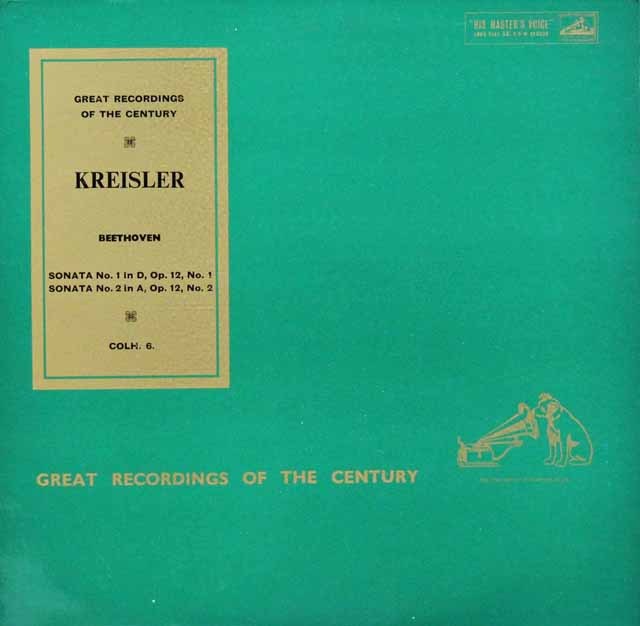 "HIS MASTER'S VOICE"
GREAT RECORDINGS
OF THE CENTURY
KREISLER
BEETHOVEN
SONATA No. 1 in D, Op. 12, No. 1
SONATA No. 2 in A, Op. 12, No. 2
COLH. 6.
GREAT RECORDINGS OF THE CENTURY